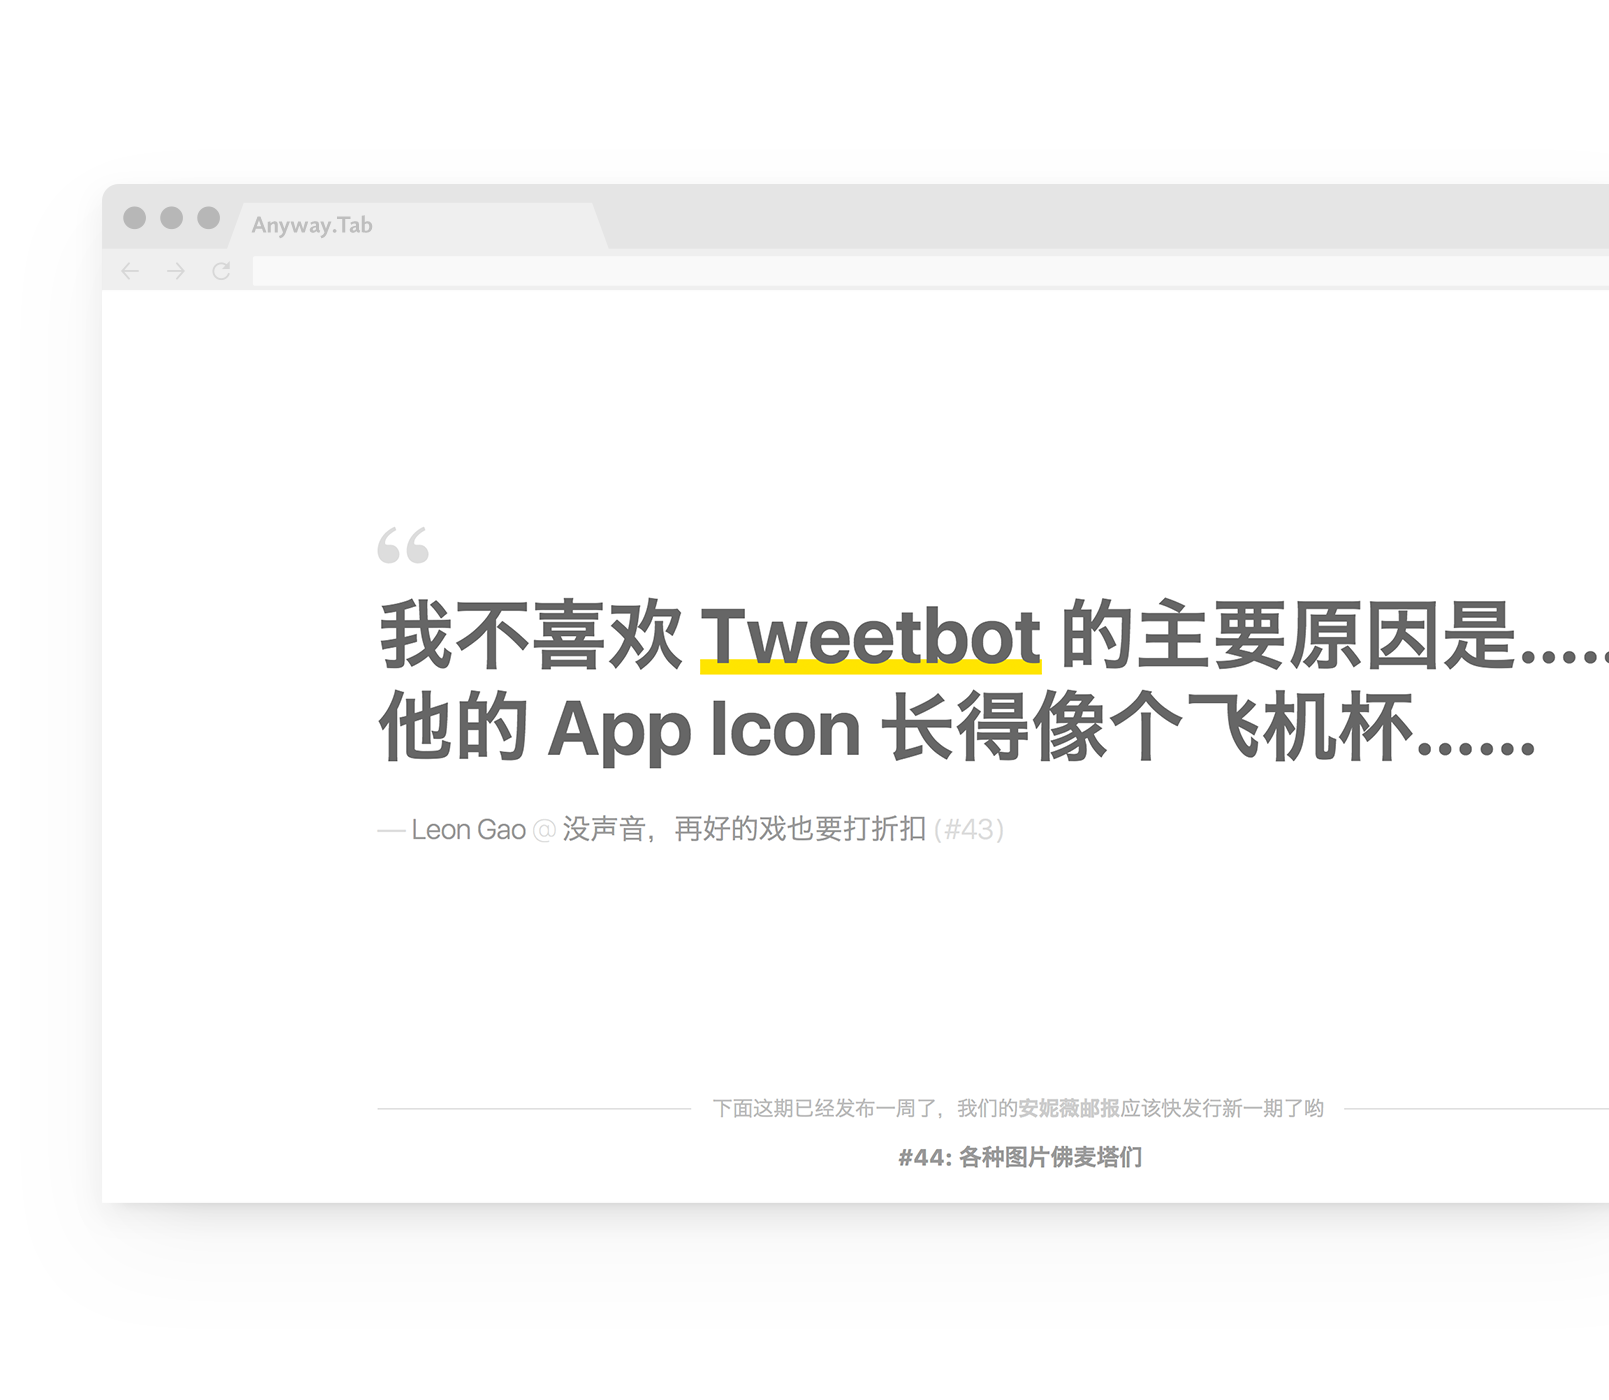 Anyway.Tab
“
我不喜欢 Tweetbot 的主要原因是……
他的 App Icon 长得像个飞机杯……
— Leon Gao @ 没声音，再好的戏也要打折扣 (#43)
下面这期已经发布一周了，我们的安妮薇邮报应该快发行新一期了哟
#44: 各种图片佛麦塔们